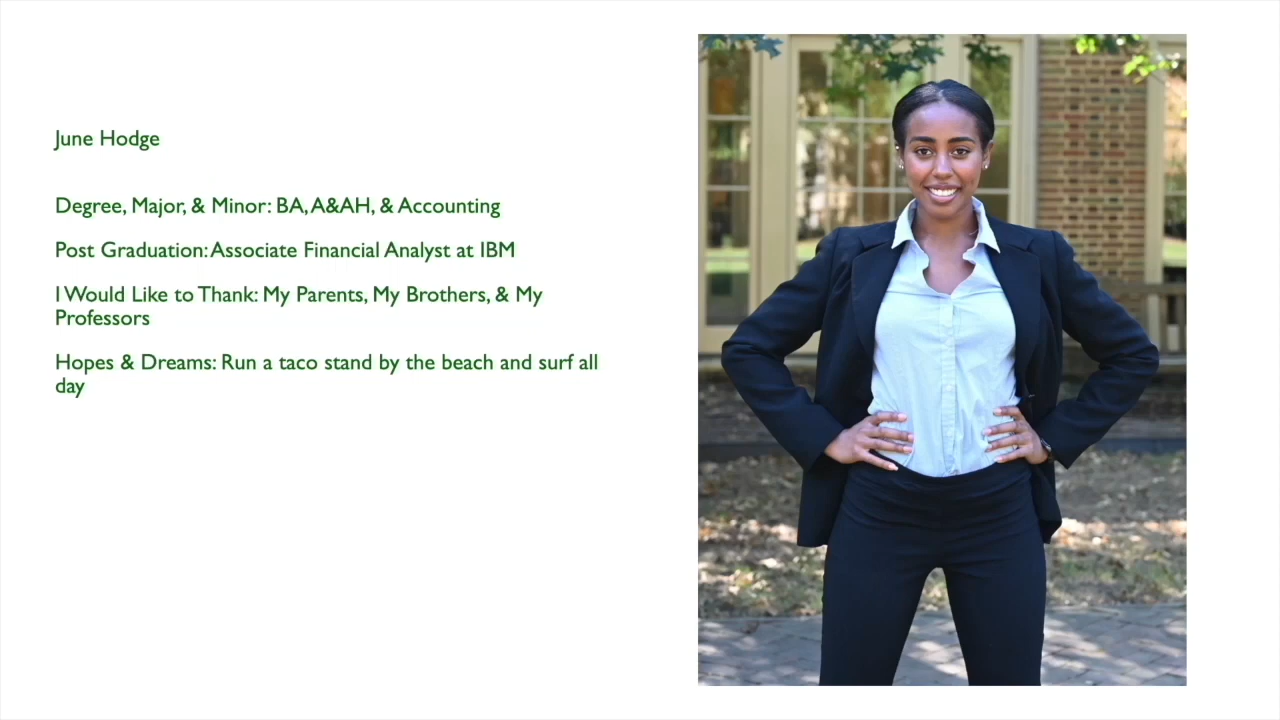 June Hodge
Degree, Major, & Minor: BA, A&AH, & Accounting
Post Graduation: Associate Financial Analyst at IBM
I Would Like to Thank: My Parents, My Brothers, & My
Professors
Hopes & Dreams: Run a taco stand by the beach and surf all
day